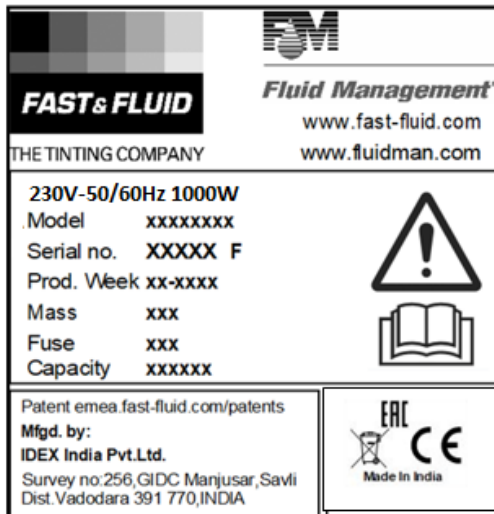 FAST & FLUID
THE TINTING COMPANY
FM
Fluid Management
www.fast-fluid.com
www.fluidman.com
230V-50/60Hz 1000W
.Model xxxxxxxx
Serial no. XXXXX F
Prod. Week xx-xxxx
Mass xxx
Fuse xxx
Capacity xxxxxx
Patent emea.fast-fluid.com/patents
Mfgd. by:
IDEX India Pvt.Ltd.
Survey no:256,GIDC Manjusar,Savli
Dist.Vadodara 391 770,INDIA
EAC
CE
Made In India